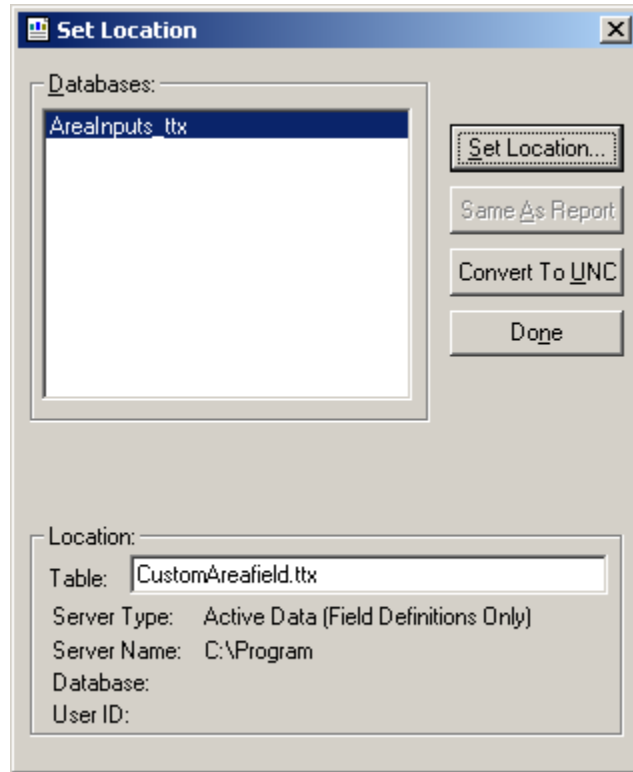 Set Location
Databases:
AreaInputs_ttx
Set Location...
Same As Report
Convert To UNC
Done
Location:
Table: CustomAreafield.ttx
Server Type: Active Data (Field Definitions Only)
Server Name: C:\Program
Database:
User ID: